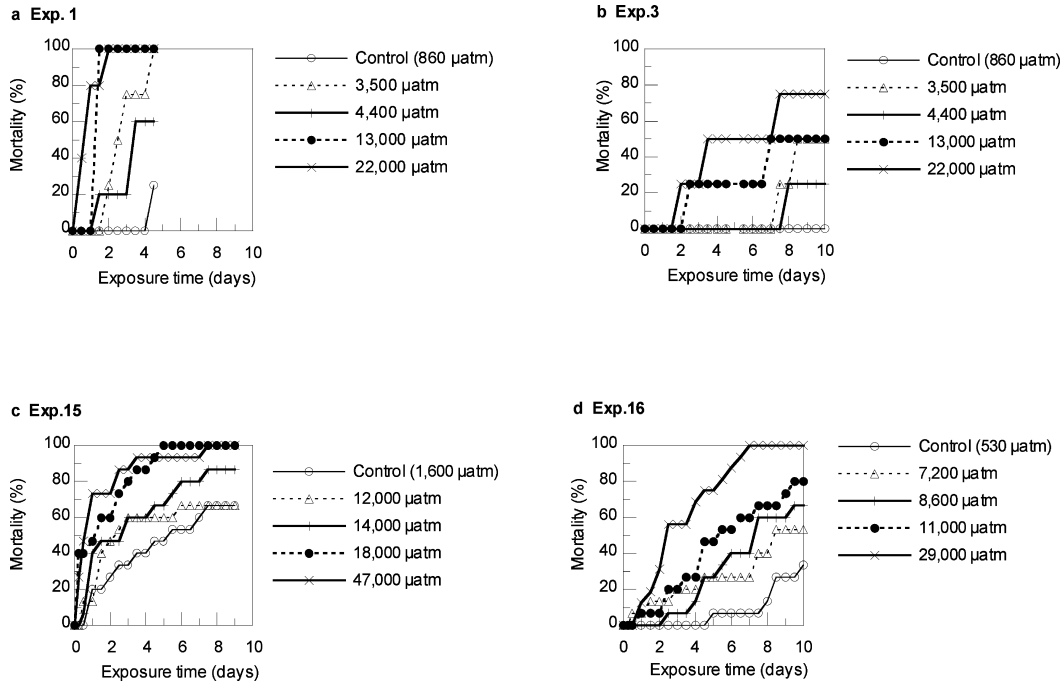 a Exp. 1
100
80
60
40
20
0
Mortality (%)
0 2 4 6 8 10
Exposure time (days)
Control (860 µatm)
3,500 µatm
4,400 µatm
13,000 µatm
22,000 µatm
b Exp.3
100
80
60
40
20
0
Mortality (%)
0 2 4 6 8 10
Exposure time (days)
Control (860 µatm)
3,500 µatm
4,400 µatm
13,000 µatm
22,000 µatm
c Exp.15
100
80
60
40
20
0
Mortality (%)
0 2 4 6 8 10
Exposure time (days)
Control (1,600 µatm)
12,000 µatm
14,000 µatm
18,000 µatm
47,000 µatm
d Exp.16
100
80
60
40
20
0
Mortality (%)
0 2 4 6 8 10
Exposure time (days)
Control (530 µatm)
7,200 µatm
8,600 µatm
11,000 µatm
29,000 µatm